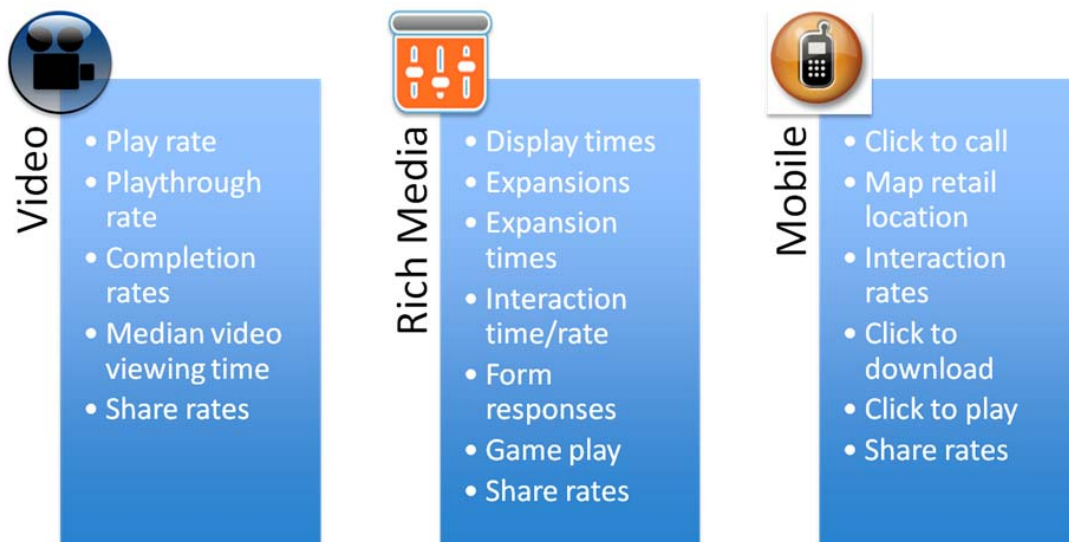 Video
• Play rate
• Playthrough
rate
• Completion
rates
• Median video
viewing time
• Share rates
Rich Media
• Display times
• Expansions
• Expansion
times
• Interaction
time/rate
• Form
responses
• Game play
• Share rates
Mobile
• Click to call
• Map retail
location
• Interaction
rates
• Click to
download
• Click to play
• Share rates